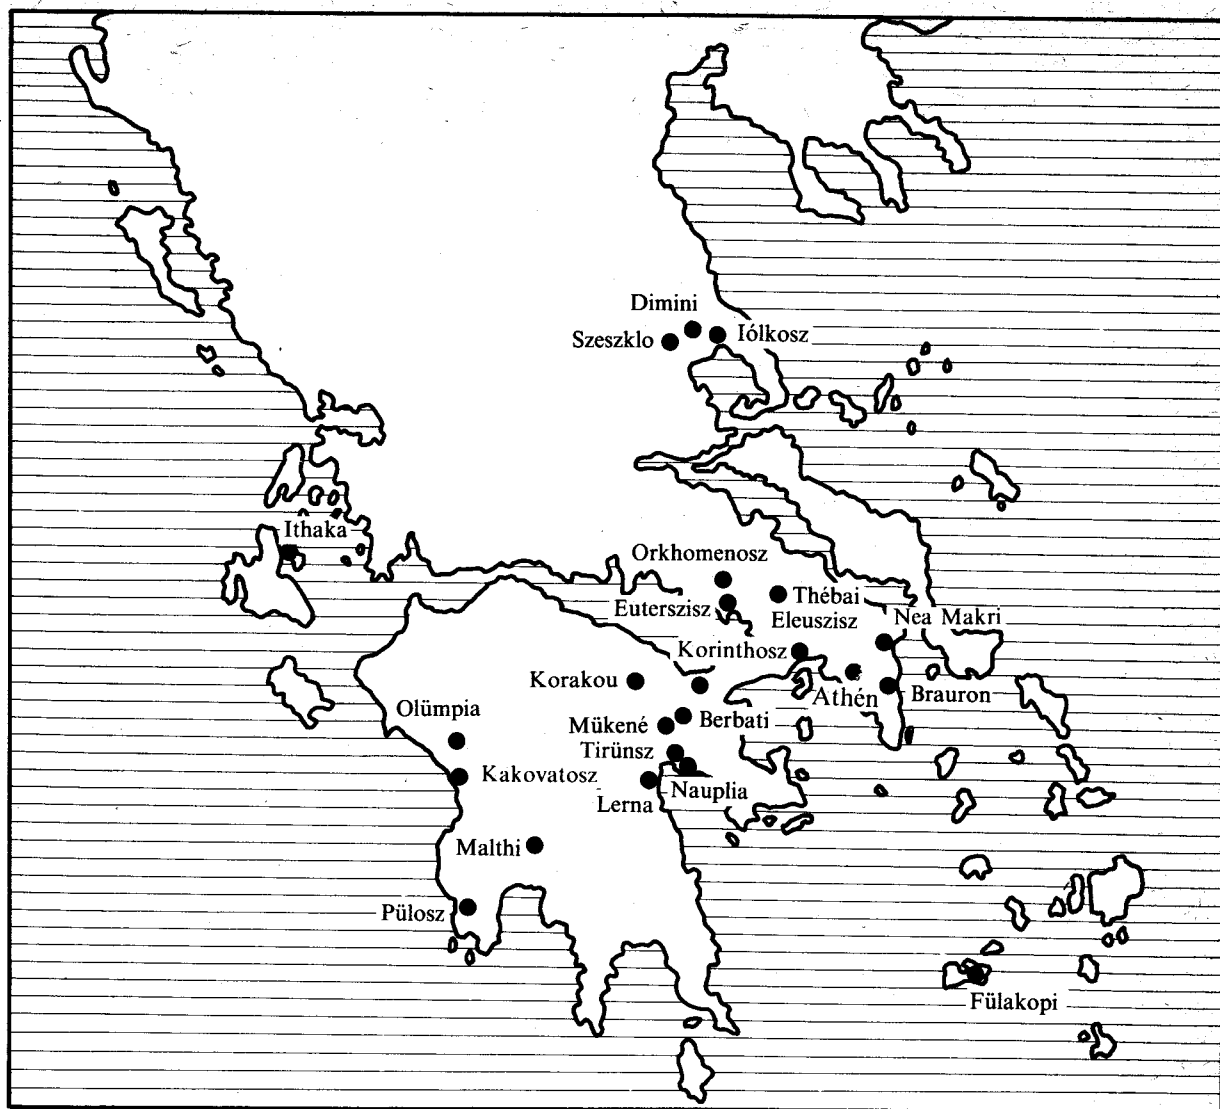 Dimini
Szeszklo
Iólkosz
Ithaka
Orkhomenosz
Euterszisz
Thébai
Eleuszisz
Nea Makri
Korinthosz
Korakou
Athén
Brauron
Olümpia
Mükené
Berbati
Tirünsz
Kakovatosz
Nauplia
Lerna
Malthi
Pülosz
Fülakopi